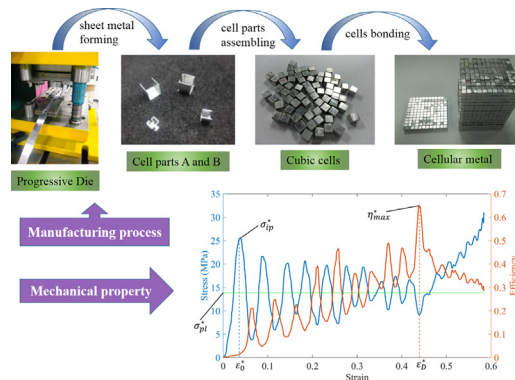 sheet metal
forming
cell parts
assembling
cells bonding
Progressive Die
Cell parts A and B
Cubic cells
Cellular metal
Manufacturing process
Mechanical property
Stress (MPa)
35
30
25
20
15
10
5
0
σ*ip
σ*pl
η*max
ε*0
ε*D
0
0.1
0.2
0.3
0.4
0.5
0.6
Strain
0.7
0.6
0.5
0.4
0.3
0.2
0.1
0
Efficiency